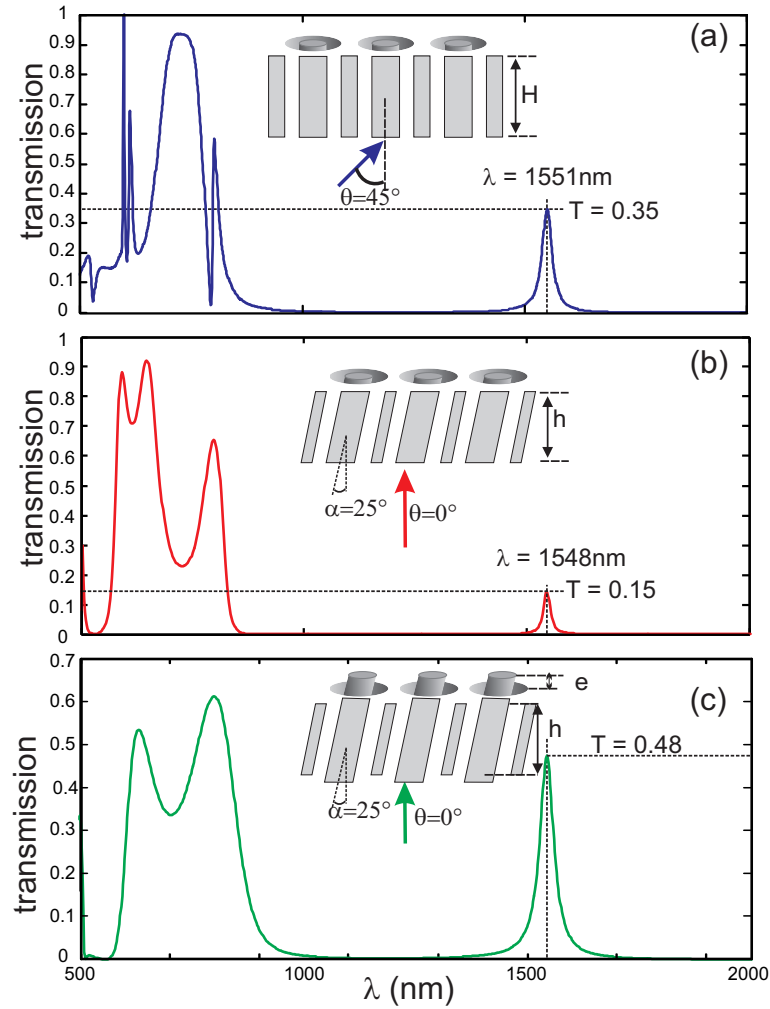 (a)
transmission
1
0.9
0.8
0.7
0.6
0.5
0.4
0.3
0.2
0.1
0
H
θ=45°
λ = 1551nm
T = 0.35
(b)
transmission
1
0.9
0.8
0.7
0.6
0.5
0.4
0.3
0.2
0.1
0
h
α=25°
θ=0°
λ = 1548nm
T = 0.15
(c)
transmission
0.7
0.6
0.5
0.4
0.3
0.2
0.1
0
e
h
α=25°
θ=0°
T = 0.48
500
1000
1500
2000
λ (nm)